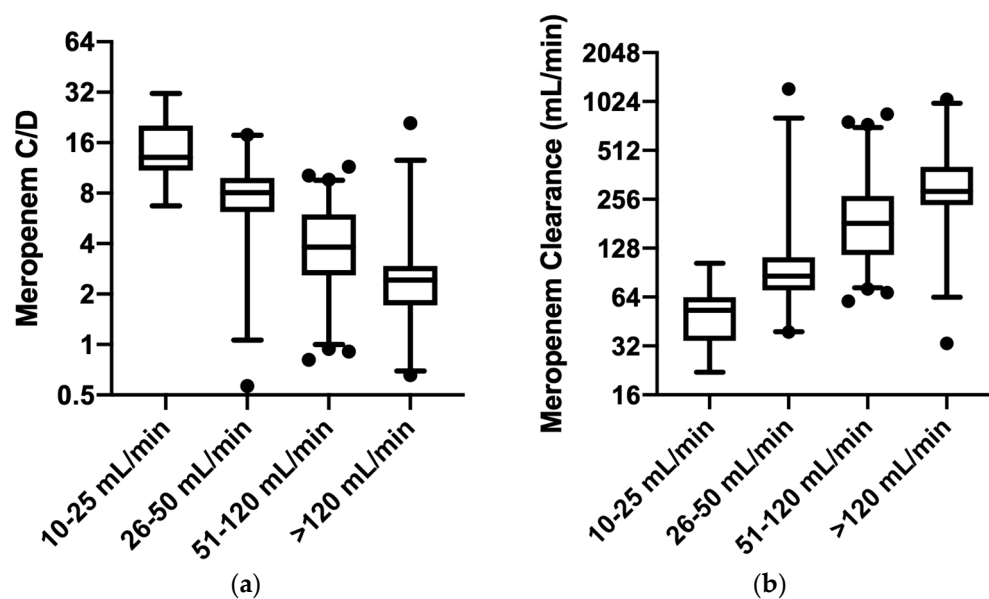 Meropenem C/D
64
32
16
8
4
2
1
0.5
10-25 mL/min
26-50 mL/min
51-120 mL/min
>120 mL/min
(a)
Meropenem Clearance (mL/min)
2048
1024
512
256
128
64
32
16
10-25 mL/min
26-50 mL/min
51-120 mL/min
>120 mL/min
(b)